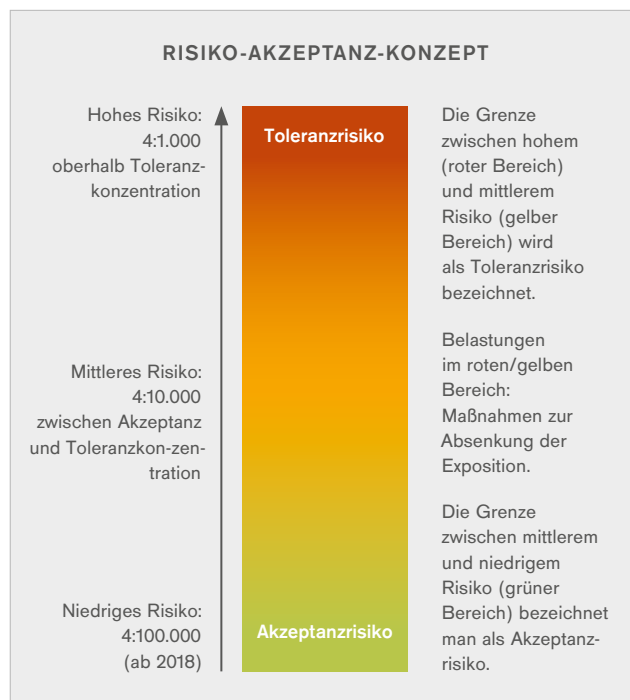 RISIKO-AKZEPTANZ-KONZEPT
Hohes Risiko:
4:1.000
oberhalb Toleranz-
konzentration
Mittleres Risiko:
4:10.000
zwischen Akzeptanz
und Toleranzkon-zen-
tration
Niedriges Risiko:
4:100.000
(ab 2018)
Toleranzrisiko
Akzeptanzrisiko
Die Grenze
zwischen hohem
(roter Bereich)
und mittlerem
Risiko (gelber
Bereich) wird
als Toleranzrisiko
bezeichnet.
Belastungen
im roten/gelben
Bereich:
Maßnahmen zur
Absenkung der
Exposition.
Die Grenze
zwischen mittlerem
und niedrigem
Risiko (grüner
Bereich) bezeichnet
man als Akzeptanz-
risiko.